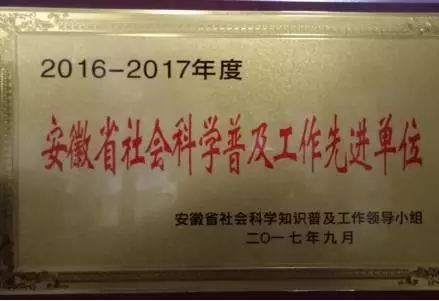 2016-2017年度
安徽省社会科学普及工作先进单位
安徽省社会科学知识普及工作领导小组
二〇一七年九月